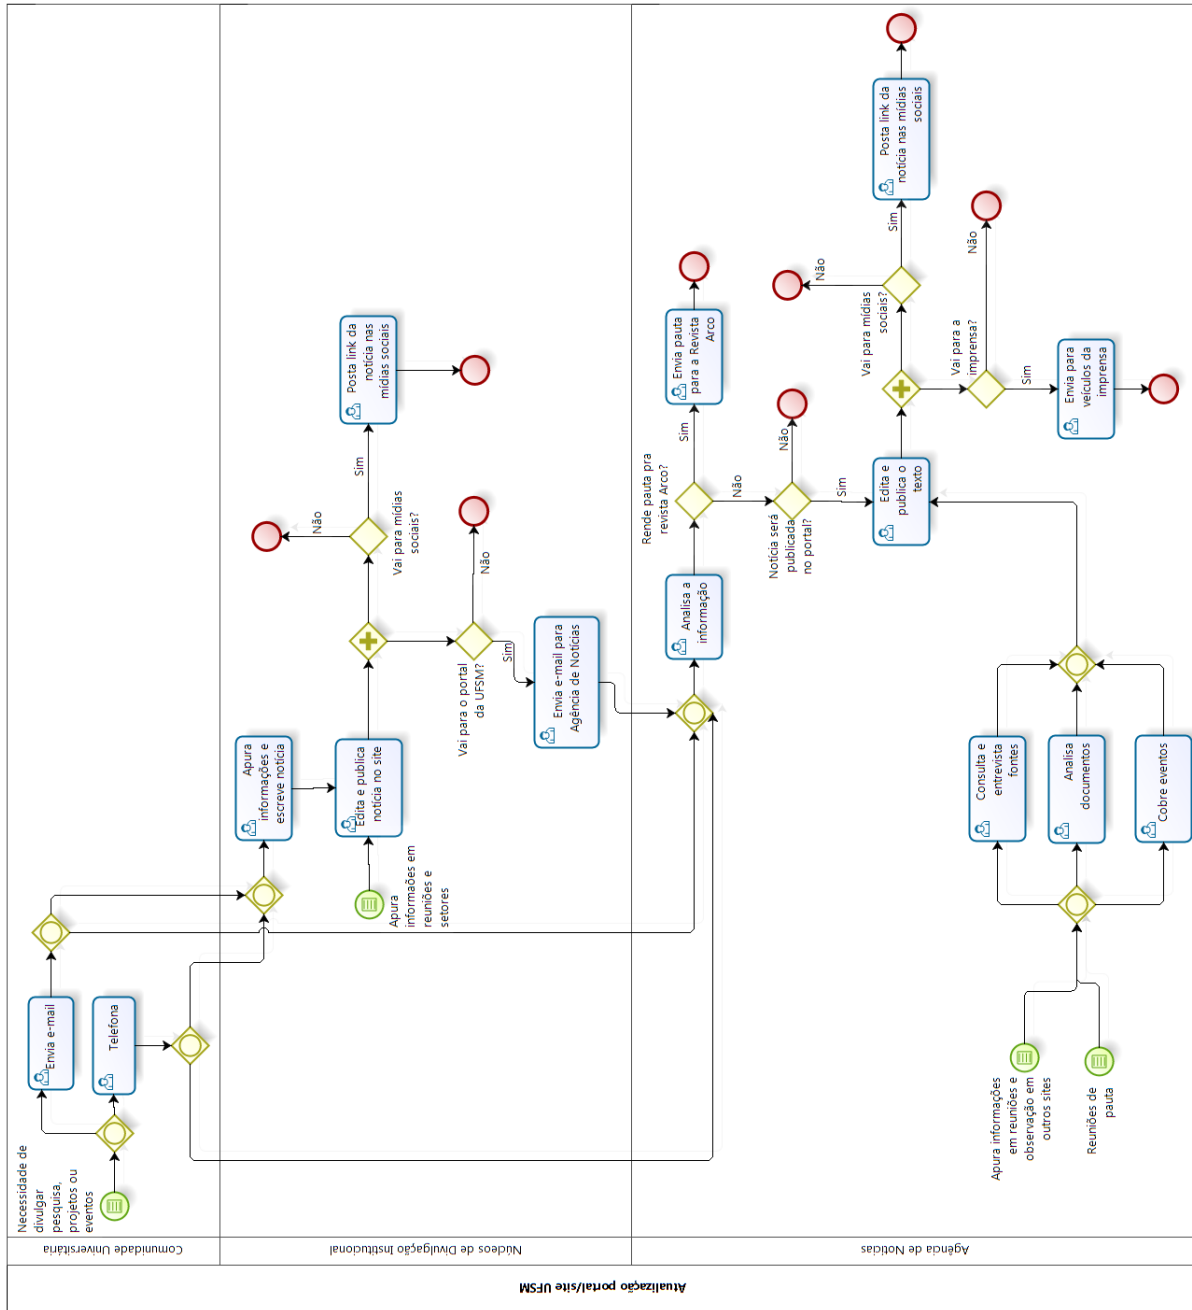 Atualização portal/site UFSM
Comunidade Universitária
Necessidade de
divulgar
pesquisa,
projetos ou
eventos
Envia e-mail
Telefona
Núcleos de Divulgação Institucional
Apura
informações e
escreve notícia
Apura
informaões em
reuniões e
setores
Edita e publica
notícia no site
Vai para mídias
sociais?
Não
Sim
Posta link da
notícia nas
mídias sociais
Vai para o portal
da UFSM?
Não
Sim
Envia e-mail para
Agência de Notícias
Agência de Notícias
Analisa a
informação
Rende pauta pra
revista Arco?
Sim
Envia pauta
para a Revista
Arco
Não
Notícia será
publicada
no portal?
Não
Sim
Edita e
publica o
texto
Vai para mídias
sociais?
Não
Sim
Posta link da
notícia nas mídias
sociais
Vai para a
imprensa?
Não
Sim
Envia para
veículos da
imprensa
Apura informações
em reuniões e
observação em
outros sites
Reuniões de
pauta
Consulta e
entrevista
fontes
Analisa
documentos
Cobre eventos